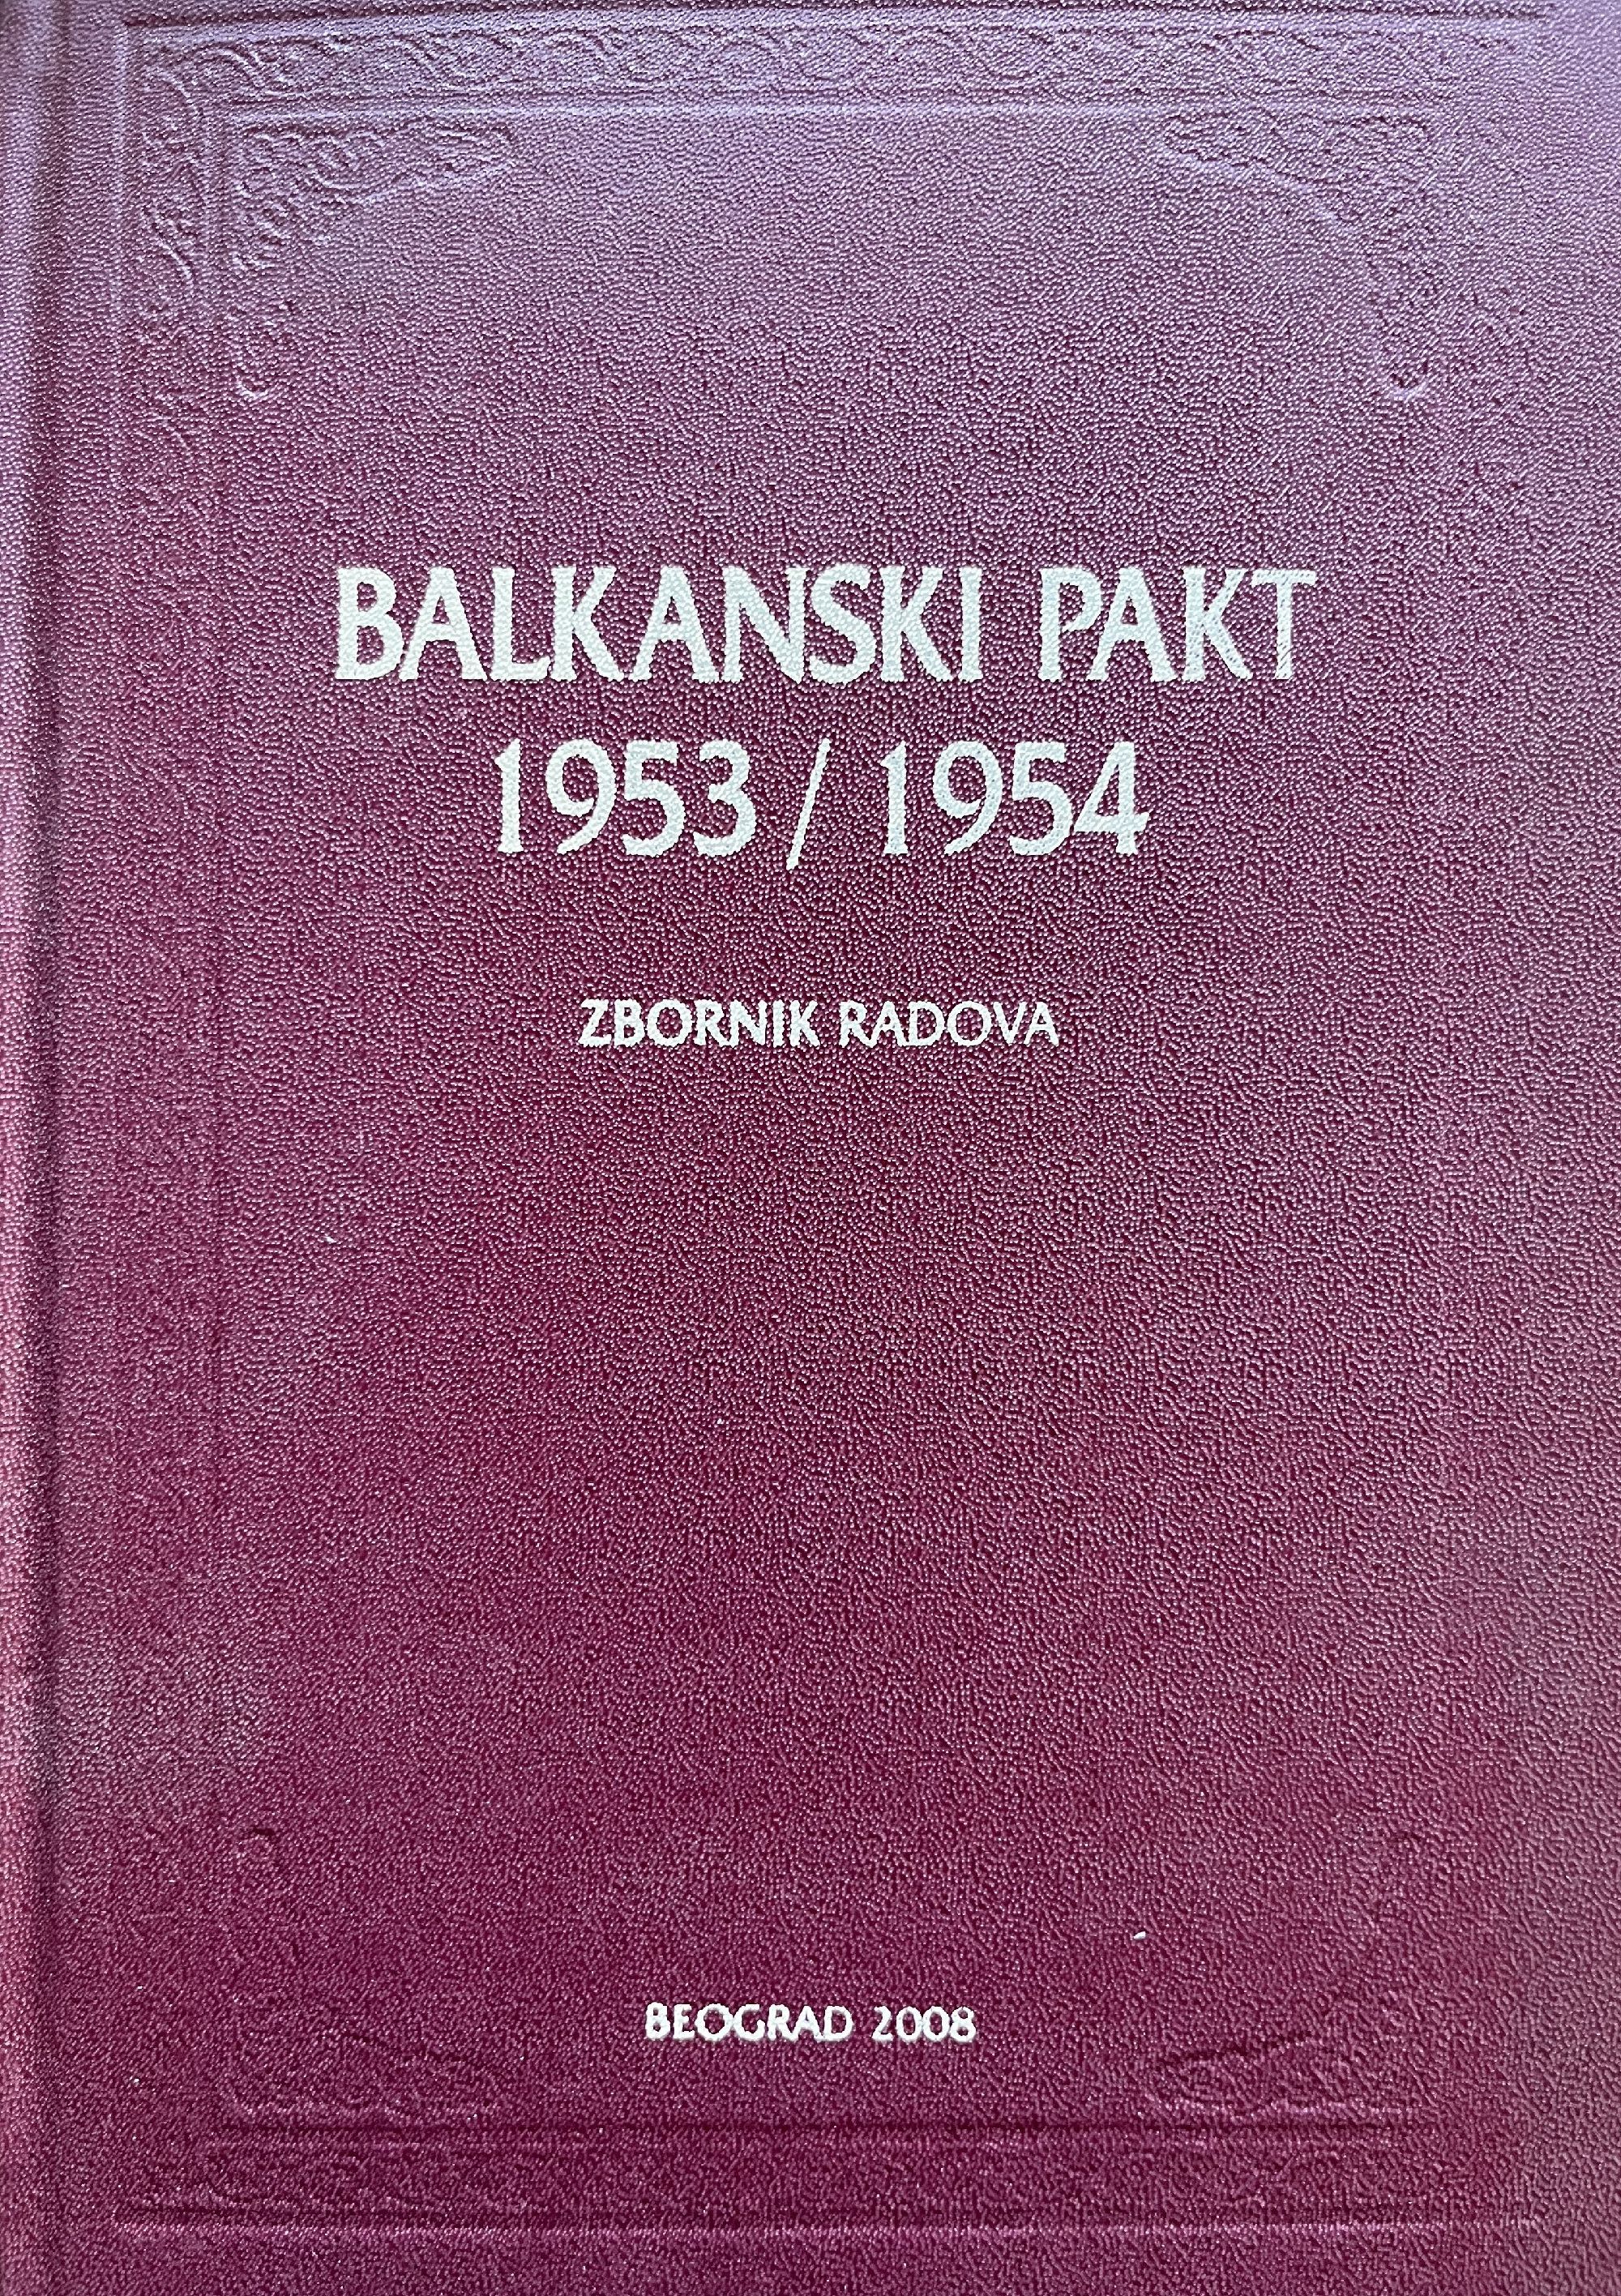 BALKANSKI PAKT
1953 / 1954
ZBORNIK RADOVA
BEOGRAD 2008